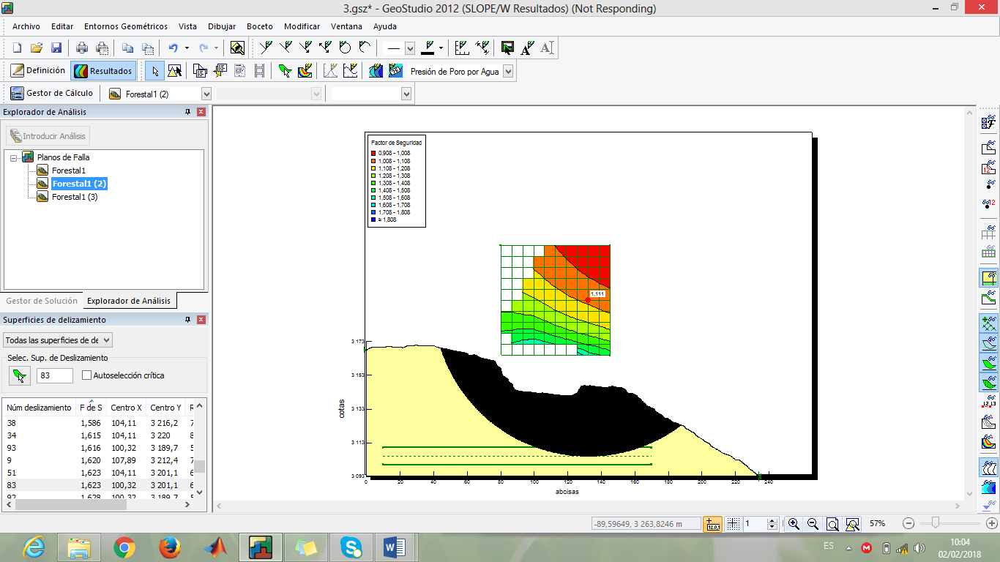 3.gsz* - GeoStudio 2012 (SLOPE/W Resultados) (Not Responding)
Archivo Editar Entornos Geométricos Vista Dibujar Boceto Modificar Ventana Ayuda
Definición Resultados Presión de Poro por Agua
Gestor de Cálculo Forestal1 (2)
Explorador de Análisis
Introducir Análisis
Planos de Falla
Forestal1
Forestal1 (2)
Forestal1 (3)
Gestor de Solución Explorador de Análisis
Superficies de delizamiento
Todas las superficies de de
Selec. Sup. de Deslizamiento
83 Autoselección crítica
Núm deslizamiento F de S Centro X Centro Y R
38 1,586 104,11 3 216,2 7
34 1,615 104,11 3 220 8
93 1,616 100,32 3 189,7 5
9 1,620 107,89 3 212,4 7
51 1,623 104,11 3 201,1 6
83 1,623 100,32 3 201,1 6
92 1,628 100,32 3 189,7 5
Factor de Seguridad
0,908 - 1,008
1,008 - 1,108
1,108 - 1,208
1,208 - 1,308
1,308 - 1,408
1,408 - 1,508
1,508 - 1,608
1,608 - 1,708
1,708 - 1,808
≥ 1,808
1,111
3 173
3 153
3 133
3 113
3 093
cotas
0 20 40 60 80 100 120 140 160 180 200 220 240
abcisas
-89,59649, 3 263,8246 m 1 57%
ES 10:04
02/02/2018